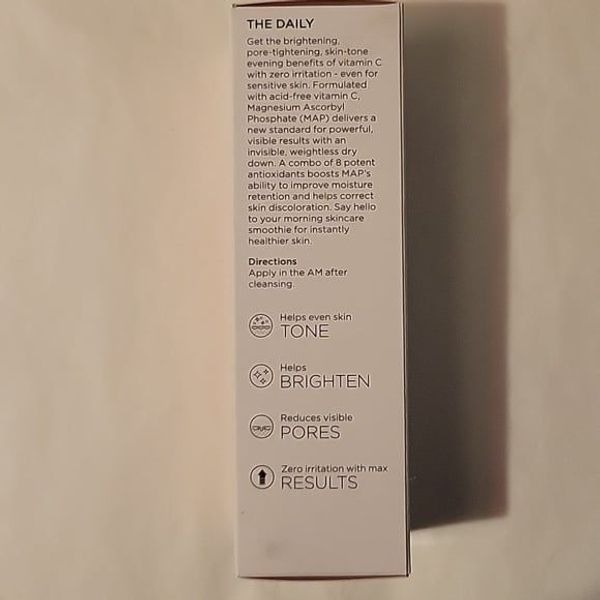 THE DAILY
Get the brightening,
pore-tightening, skin-tone
evening benefits of vitamin C
with zero irritation - even for
sensitive skin. Formulated
with acid-free vitamin C,
Magnesium Ascorbyl
Phosphate (MAP) delivers a
new standard for powerful,
visible results with an
invisible, weightless dry
down. A combo of 8 potent
antioxidants boosts MAP's
ability to improve moisture
retention and helps correct
skin discoloration. Say hello
to your morning skincare
smoothie for instantly
healthier skin.
Directions
Apply in the AM after
cleansing.
Helps even skin
TONE
Helps
BRIGHTEN
Reduces visible
PORES
Zero irritation with max
RESULTS